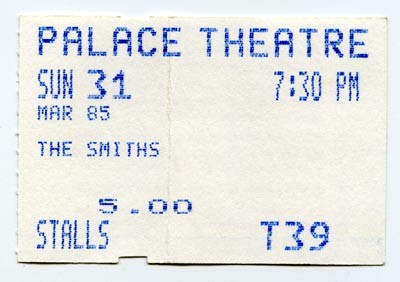 PALACE THEATRE
SUN 31 7:30 PM
MAR 85
THE SMITHS
5.00
STALLS T39